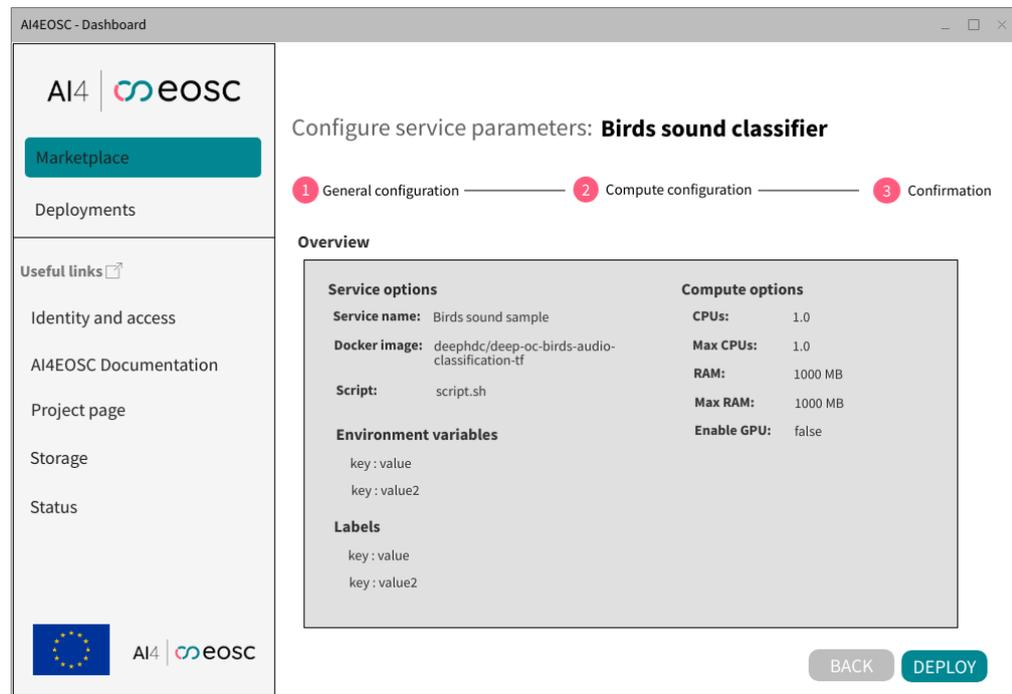 AI4EOSC - Dashboard
AI4 eosc
Marketplace
Deployments
Useful links
Identity and access
AI4EOSC Documentation
Project page
Storage
Status
AI4 eosc
Configure service parameters: Birds sound classifier
1 General configuration 2 Compute configuration 3 Confirmation
Overview
Service options
Service name: Birds sound sample
Docker image: deephdc/deep-oc-birds-audio-
classification-tf
Script: script.sh
Environment variables
key : value
key : value2
Labels
key : value
key : value2
Compute options
CPUs: 1.0
Max CPUs: 1.0
RAM: 1000 MB
Max RAM: 1000 MB
Enable GPU: false
BACK DEPLOY